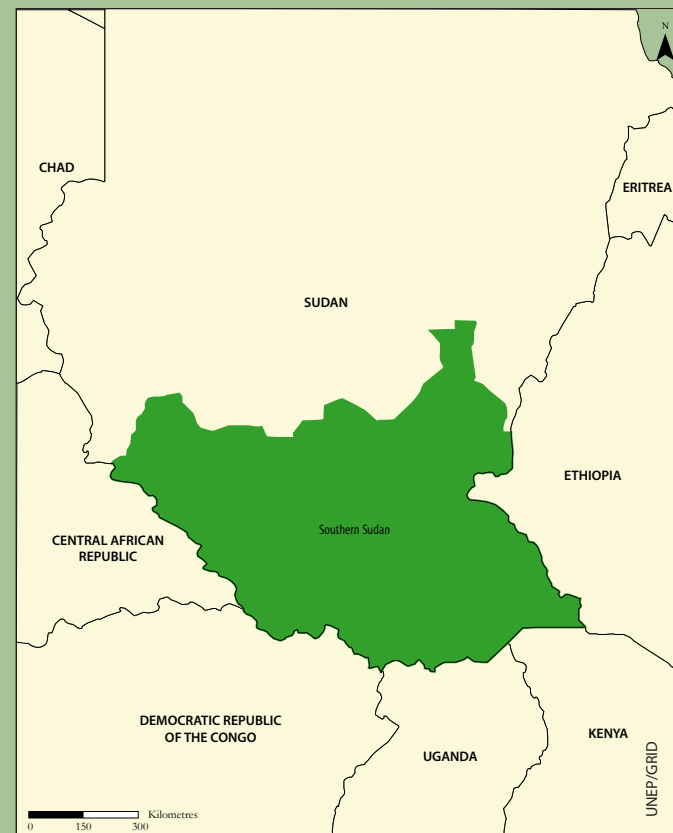 N
CHAD
ERITREA
SUDAN
ETHIOPIA
Southern Sudan
CENTRAL AFRICAN
REPUBLIC
DEMOCRATIC REPUBLIC
OF THE CONGO
KENYA
UGANDA
UNEP/GRID
Kilometres
0 150 300